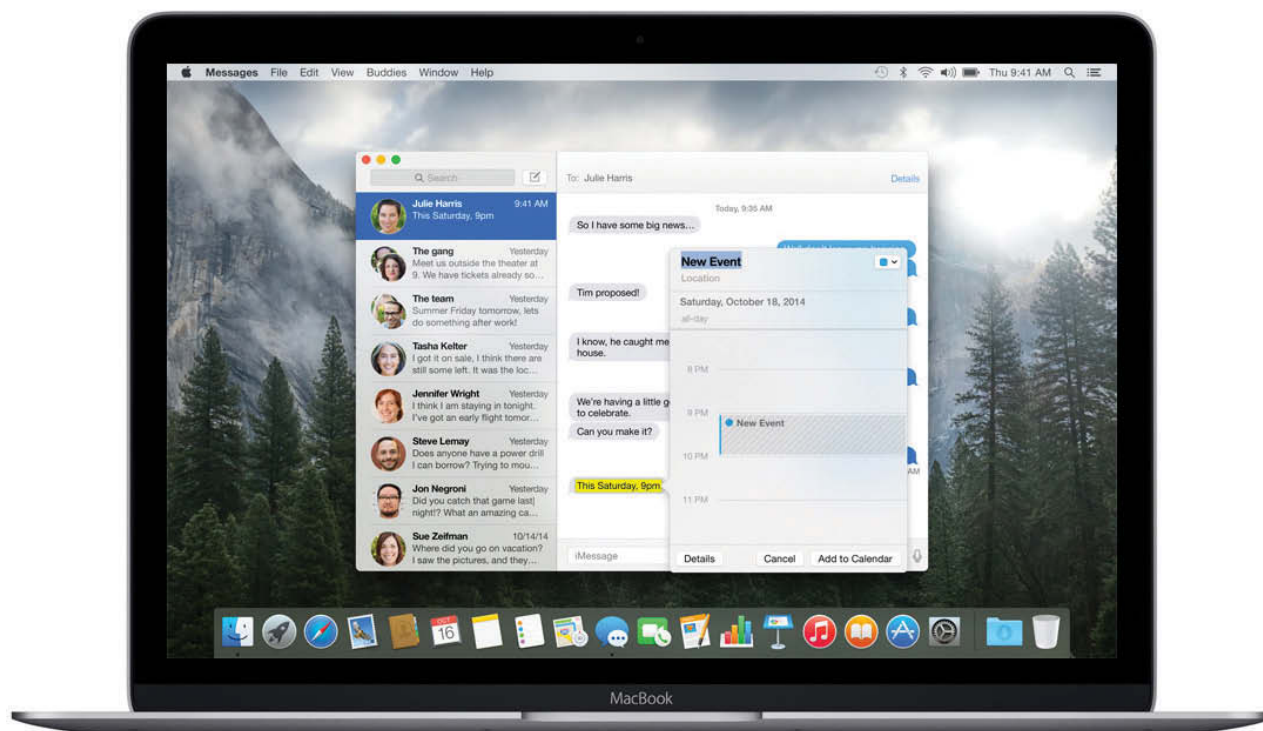 Messages File Edit View Buddies Window Help
Thu 9:41 AM
Search
Julie Harris 9:41 AM
This Saturday, 9pm
The gang Yesterday
Meet us outside the theater at
9. We have tickets already so...
The team Yesterday
Summer Friday tomorrow, lets
do something after work!
Tasha Kelter Yesterday
I got it on sale, I think there are
still some left. It was the loc...
Jennifer Wright Yesterday
I think I am staying in tonight.
I've got an early flight tomor...
Steve Lemay Yesterday
Does anyone have a power drill
I can borrow? Trying to mou...
Jon Negroni Yesterday
Did you catch that game last
night!? What an amazing ca...
Sue Zeifman 10/14/14
Where did you go on vacation?
I saw the pictures, and they...
To: Julie Harris Details
Today, 9:35 AM
So I have some big news...
Tim proposed!
I know, he caught me
house.
We're having a little
to celebrate.
Can you make it?
This Saturday, 9pm
iMessage
AM
New Event
Location
Saturday, October 18, 2014
all-day
8 PM
9 PM
New Event
10 PM
11 PM
Details Cancel Add to Calendar
OCT
16
MacBook